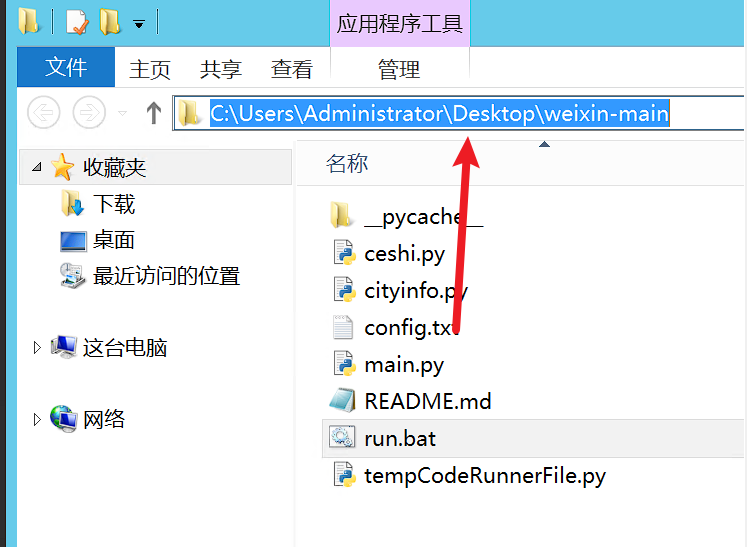 应用程序工具
文件 主页 共享 查看 管理
C:\Users\Administrator\Desktop\weixin-main
收藏夹
下载
桌面
最近访问的位置
这台电脑
网络
名称
__pycache__
ceshi.py
cityinfo.py
config.txt
main.py
README.md
run.bat
tempCodeRunnerFile.py